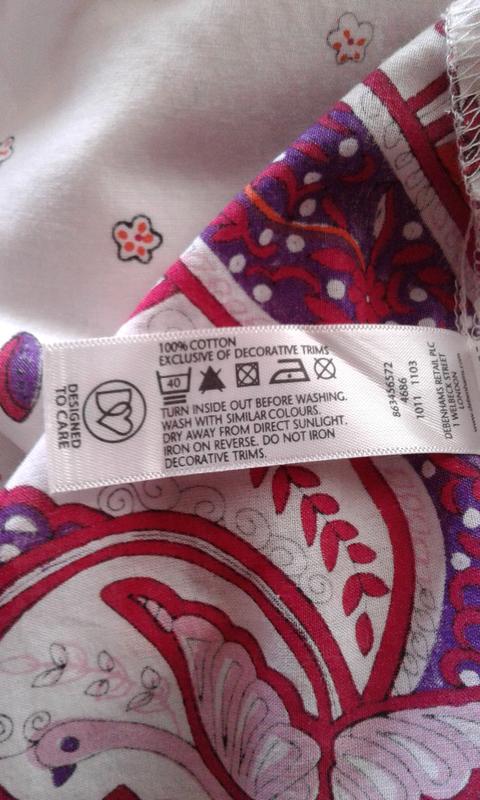 DESIGNED
TO CARE
100% COTTON
EXCLUSIVE OF DECORATIVE TRIMS
40
TURN INSIDE OUT BEFORE WASHING.
WASH WITH SIMILAR COLOURS.
DRY AWAY FROM DIRECT SUNLIGHT.
IRON ON REVERSE. DO NOT IRON
DECORATIVE TRIMS.
863456572
4686
1011 1103
DEBENHAMS RETAIL PLC
1 WELBECK STREET
LONDON